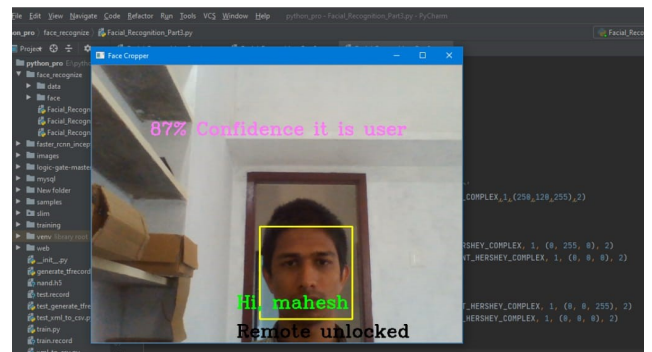 File Edit View Navigate Code Refactor Run Tools VCS Window Help python_pro - Facial_Recognition_Part3.py - PyCharm
on_pro face_recognize Facial_Recognition_Part3.py
Facial_Reco
Project
Face Cropper
python_pro
face_recognize
data
face
Facial_Recogn
Facial_Recogn
Facial_Recogn
faster_rcnn_incep
images
logic-gate-maste
mysql
New folder
samples
slim
training
venv library root
web
__init__.py
generate_tfrecord
nand.h5
test.record
test_generate_tfre
test_xml_to_csv.p
train.py
train.record
87% Confidence it is user
Hi, mahesh
Remote unlocked
_COMPLEX,1,(250,120,255),2)
RSHEY_COMPLEX, 1, (0, 255, 0), 2)
NT_HERSHEY_COMPLEX, 1, (0, 0, 0), 2)
T_HERSHEY_COMPLEX, 1, (0, 0, 255), 2)
_HERSHEY_COMPLEX, 1, (0, 0, 0), 2)